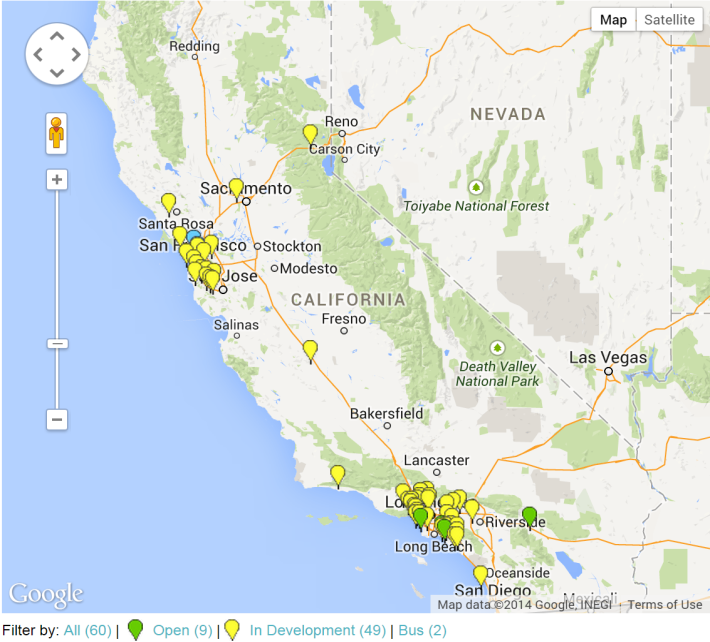 Map Satellite
Redding
Reno
Carson City
NEVADA
Sacramento
Toiyabe National Forest
Santa Rosa
San Francisco
Stockton
San Jose
Modesto
CALIFORNIA
Salinas
Fresno
Las Vegas
Death Valley
National Park
Bakersfield
Lancaster
Riverside
Long Beach
Oceanside
San Diego
Mexicali
Google
Map data ©2014 Google, INEGI Terms of Use
Filter by: All (60) | Open (9) | In Development (49) | Bus (2)